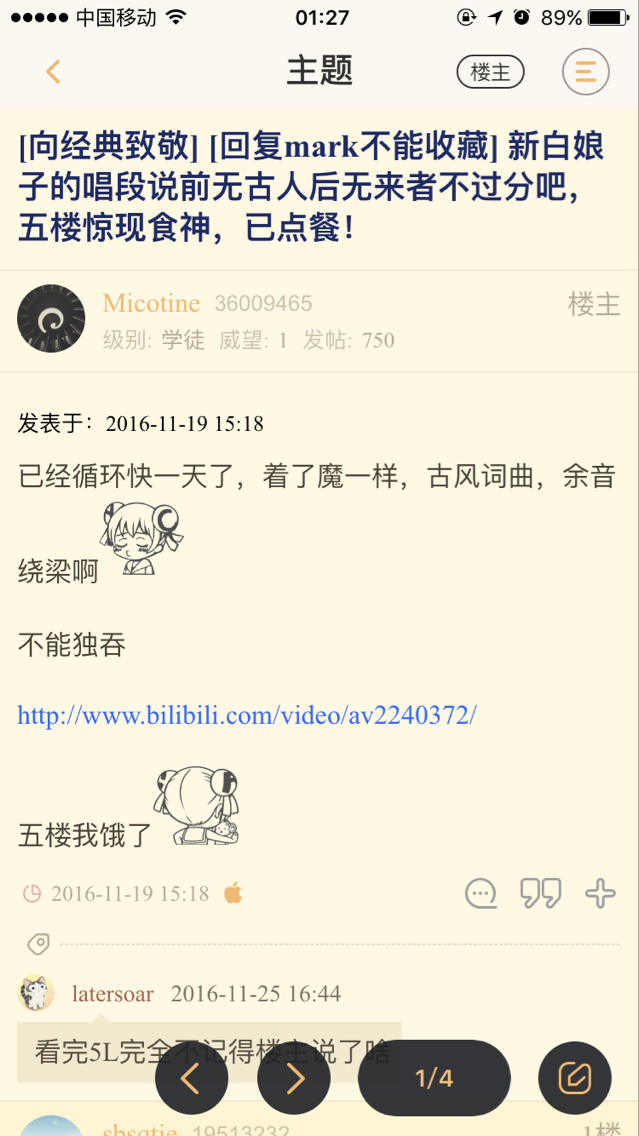 中国移动 01:27 89%
主题 楼主
[向经典致敬] [回复mark不能收藏] 新白娘
子的唱段说前无古人后无来者不过分吧，
五楼惊现食神，已点餐！
Micotine 36009465 楼主
级别: 学徒 威望: 1 发帖: 750
发表于：2016-11-19 15:18
已经循环快一天了，着了魔一样，古风词曲，余音
绕梁啊
不能独吞
http://www.bilibili.com/video/av2240372/
五楼我饿了
2016-11-19 15:18
latersoar 2016-11-25 16:44
看完5L完全不记得楼主说了啥
1/4
sbsqtie 19513232 1楼